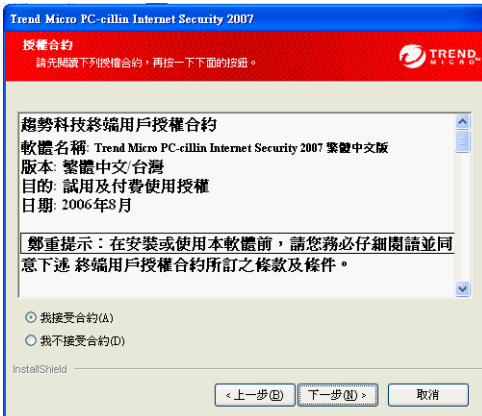 Trend Micro PC-cillin Internet Security 2007
授權合約
請先閱讀下列授權合約，再按一下下面的按鈕。
TREND
MICRO
趨勢科技終端用戶授權合約
軟體名稱: Trend Micro PC-cillin Internet Security 2007 繁體中文版
版本: 繁體中文/台灣
目的: 試用及付費使用授權
日期: 2006年8月
鄭重提示：在安裝或使用本軟體前，請您務必仔細閱讀並同
意下述 終端用戶授權合約所訂之條款及條件。
我接受合約(A)
我不接受合約(D)
InstallShield
<上一步(B) 下一步(N)> 取消